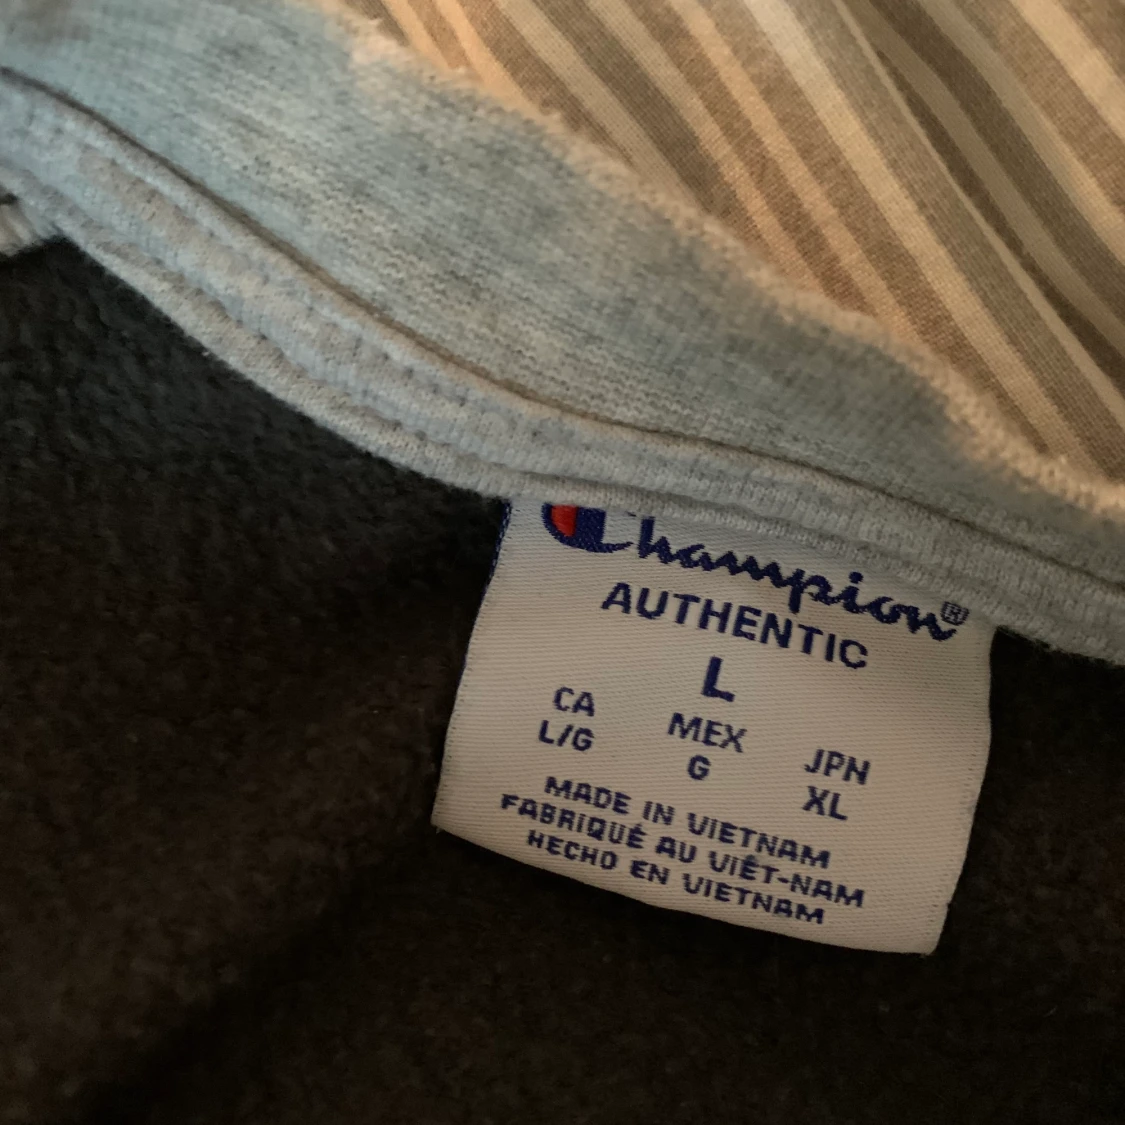 Champion®
AUTHENTIC
L
CA MEX JPN
L/G G XL
MADE IN VIETNAM
FABRIQUÉ AU VIÊT-NAM
HECHO EN VIETNAM